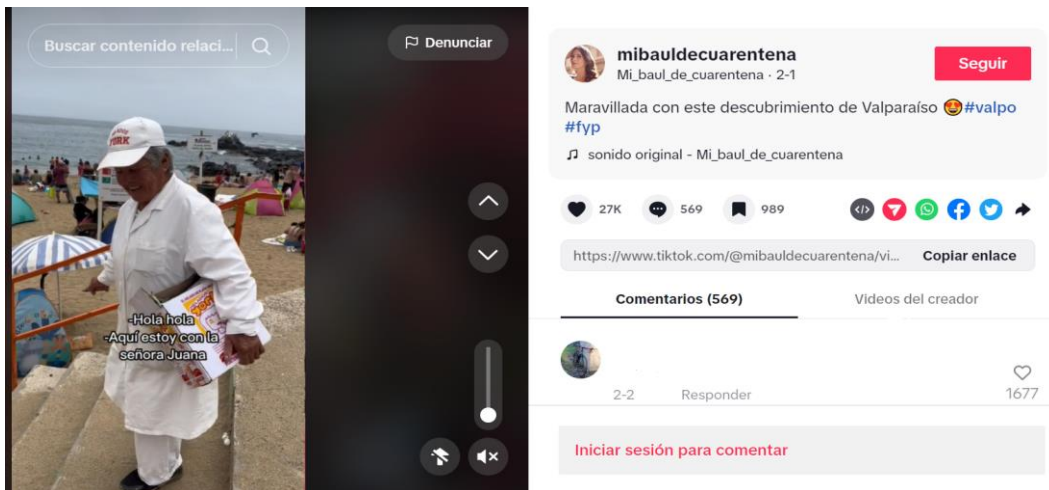 Buscar contenido relaci...
Denunciar
YORK
-Hola hola
-Aquí estoy con la
señora Juana
mibauldecuarentena
Mi_baul_de_cuarentena · 2-1
Seguir
Maravillada con este descubrimiento de Valparaíso 😍#valpo
#fyp
sonido original - Mi_baul_de_cuarentena
27K
569
989
https://www.tiktok.com/@mibauldecuarentena/vi...
Copiar enlace
Comentarios (569)
Videos del creador
2-2
Responder
1677
Iniciar sesión para comentar